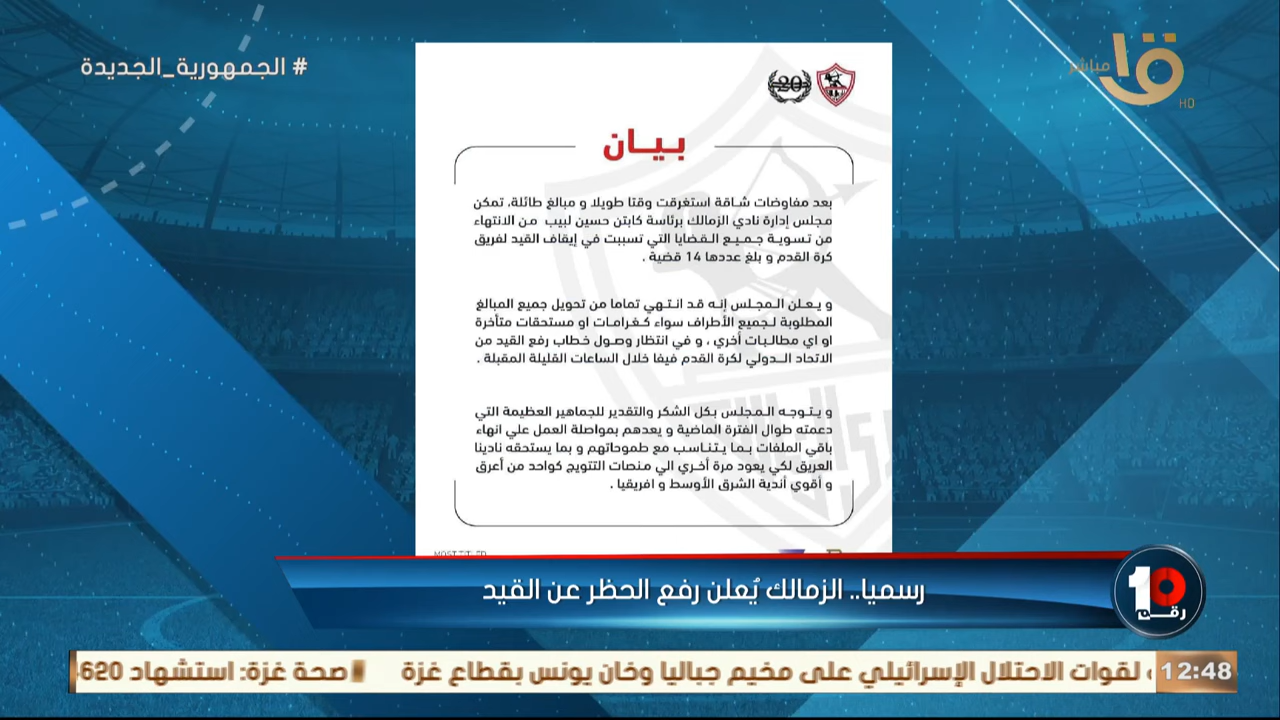 # الجمهورية_الجديدة
مباشر
HD
20
بيان
بعد مفاوضات شاقة استغرقت وقتا طويلا و مبالغ طائلة، تمكن
مجلس إدارة نادي الزمالك برئاسة كابتن حسين لبيب من الانتهاء
من تسوية جميع القضايا التي تسببت في إيقاف القيد لفريق
كرة القدم و بلغ عددها 14 قضية .
و يعلن المجلس إنه قد انتهي تماما من تحويل جميع المبالغ
المطلوبة لجميع الأطراف سواء كغرامات او مستحقات متأخرة
او اي مطالبات أخري ، و في انتظار وصول خطاب رفع القيد من
الاتحاد الدولي لكرة القدم فيفا خلال الساعات القليلة المقبلة .
و يتوجه المجلس بكل الشكر والتقدير للجماهير العظيمة التي
دعمته طوال الفترة الماضية و يعدهم بمواصلة العمل علي انهاء
باقي الملفات بما يتناسب مع طموحاتهم و بما يستحقه نادينا
العريق لكي يعود مرة أخري الي منصات التتويج كواحد من أعرق
و أقوي أندية الشرق الأوسط و افريقيا .
MOST TITLED
رسميا.. الزمالك يُعلن رفع الحظر عن القيد
رقم 10
12:48
لقوات الاحتلال الإسرائيلي على مخيم جباليا وخان يونس بقطاع غزة صحة غزة: استشهاد 620